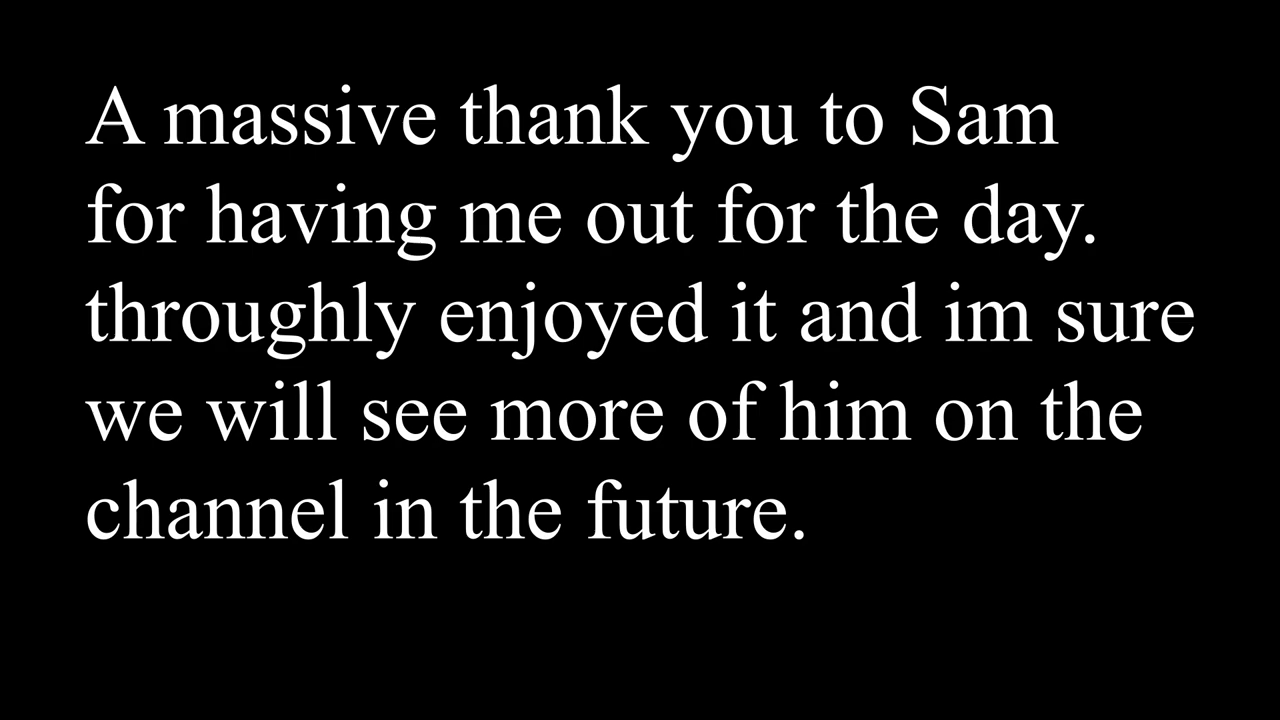 A massive thank you to Sam
for having me out for the day.
throughly enjoyed it and im sure
we will see more of him on the
channel in the future.